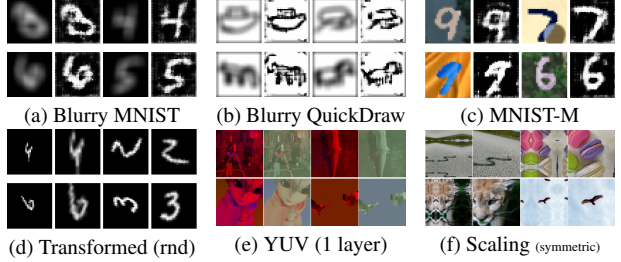 (a) Blurry MNIST
(b) Blurry QuickDraw
(c) MNIST-M
(d) Transformed (rnd)
(e) YUV (1 layer)
(f) Scaling (symmetric)